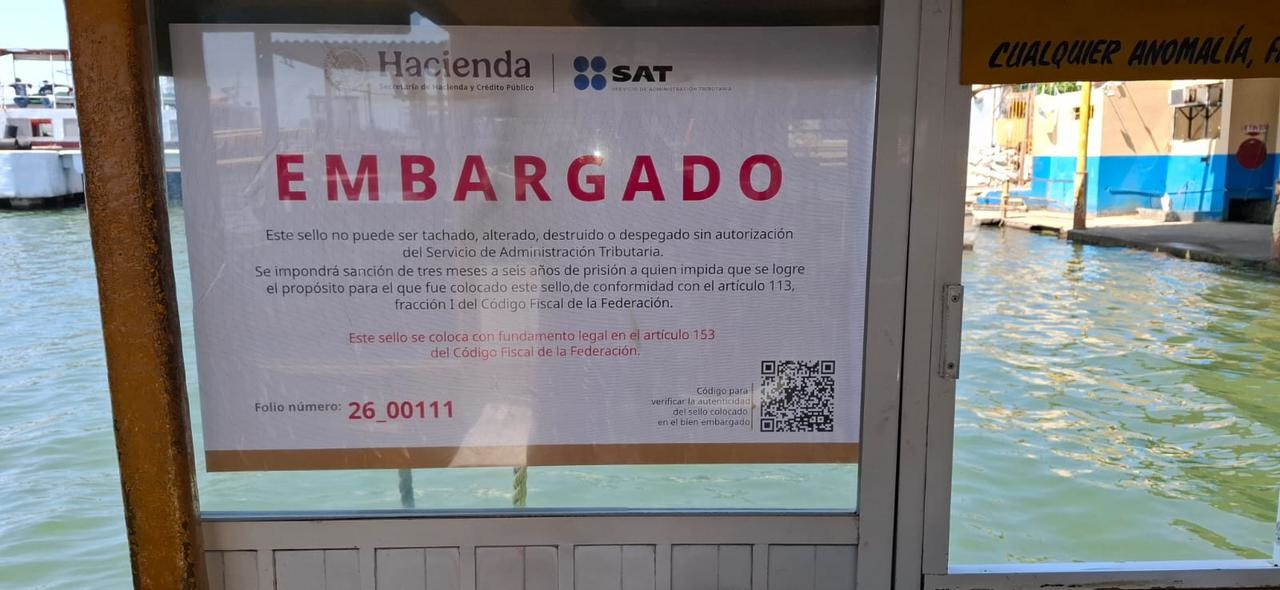 Hacienda
Secretaría de Hacienda y Crédito Público
SAT
SERVICIO DE ADMINISTRACIÓN TRIBUTARIA
CUALQUIER ANOMALÍA,
EMBARGADO
Este sello no puede ser tachado, alterado, destruido o despegado sin autorización
del Servicio de Administración Tributaria.
Se impondrá sanción de tres meses a seis años de prisión a quien impida que se logre
el propósito para el que fue colocado este sello,de conformidad con el artículo 113,
fracción I del Código Fiscal de la Federación.
Este sello se coloca con fundamento legal en el artículo 153
del Código Fiscal de la Federación.
Folio número: 26_00111
Código para
verificar la autenticidad
del sello colocado
en el bien embargado